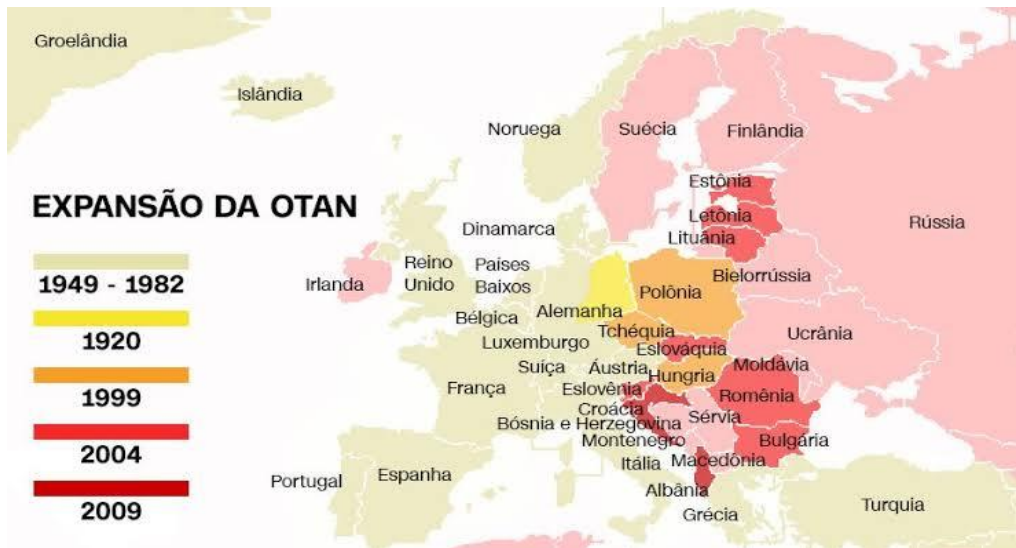 Groelândia
Islândia
Noruega
Suécia
Finlândia
Estônia
EXPANSÃO DA OTAN
Letônia
Rússia
Dinamarca
Lituânia
1949 - 1982
Irlanda
Reino
Unido
Paises
Baixos
Bielorrússia
Polônia
Alemanha
Bélgica
1920
Tchéquia
Ucrânia
Luxemburgo
Eslováquia
Suíça
Áustria
Hungria
Moldávia
França
Eslovênia
Romênia
1999
Croácia
Sérvia
Bósnia e Herzegovina
Montenegro
Bulgária
2004
Itália
Macedônia
Portugal
Espanha
Albânia
Turquia
2009
Grécia